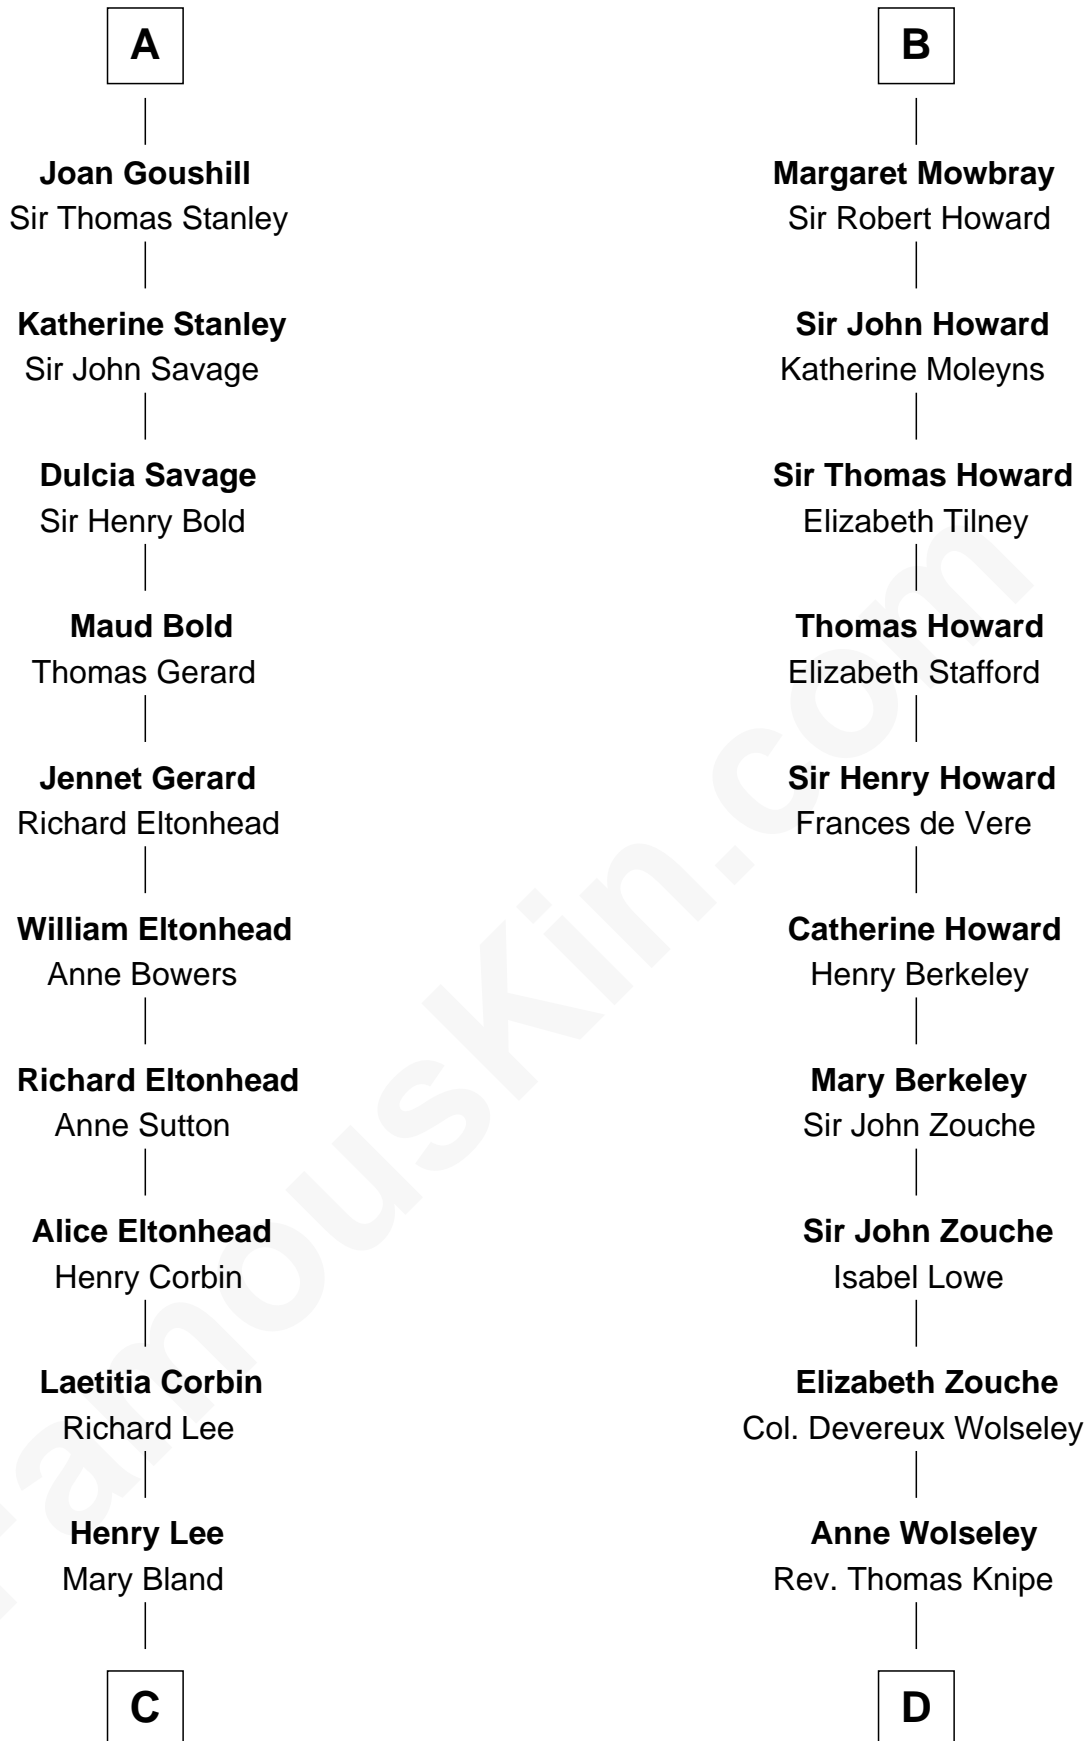 A
Joan Goushill
Sir Thomas Stanley
Katherine Stanley
Sir John Savage
Dulcia Savage
Sir Henry Bold
Maud Bold
Thomas Gerard
Jennet Gerard
Richard Eltonhead
William Eltonhead
Anne Bowers
Richard Eltonhead
Anne Sutton
Alice Eltonhead
Henry Corbin
Laetitia Corbin
Richard Lee
Henry Lee
Mary Bland
C
B
Margaret Mowbray
Sir Robert Howard
Sir John Howard
Katherine Moleyns
Sir Thomas Howard
Elizabeth Tilney
Thomas Howard
Elizabeth Stafford
Sir Henry Howard
Frances de Vere
Catherine Howard
Henry Berkeley
Mary Berkeley
Sir John Zouche
Sir John Zouche
Isabel Lowe
Elizabeth Zouche
Col. Devereux Wolseley
Anne Wolseley
Rev. Thomas Knipe
D
FamousKin.com